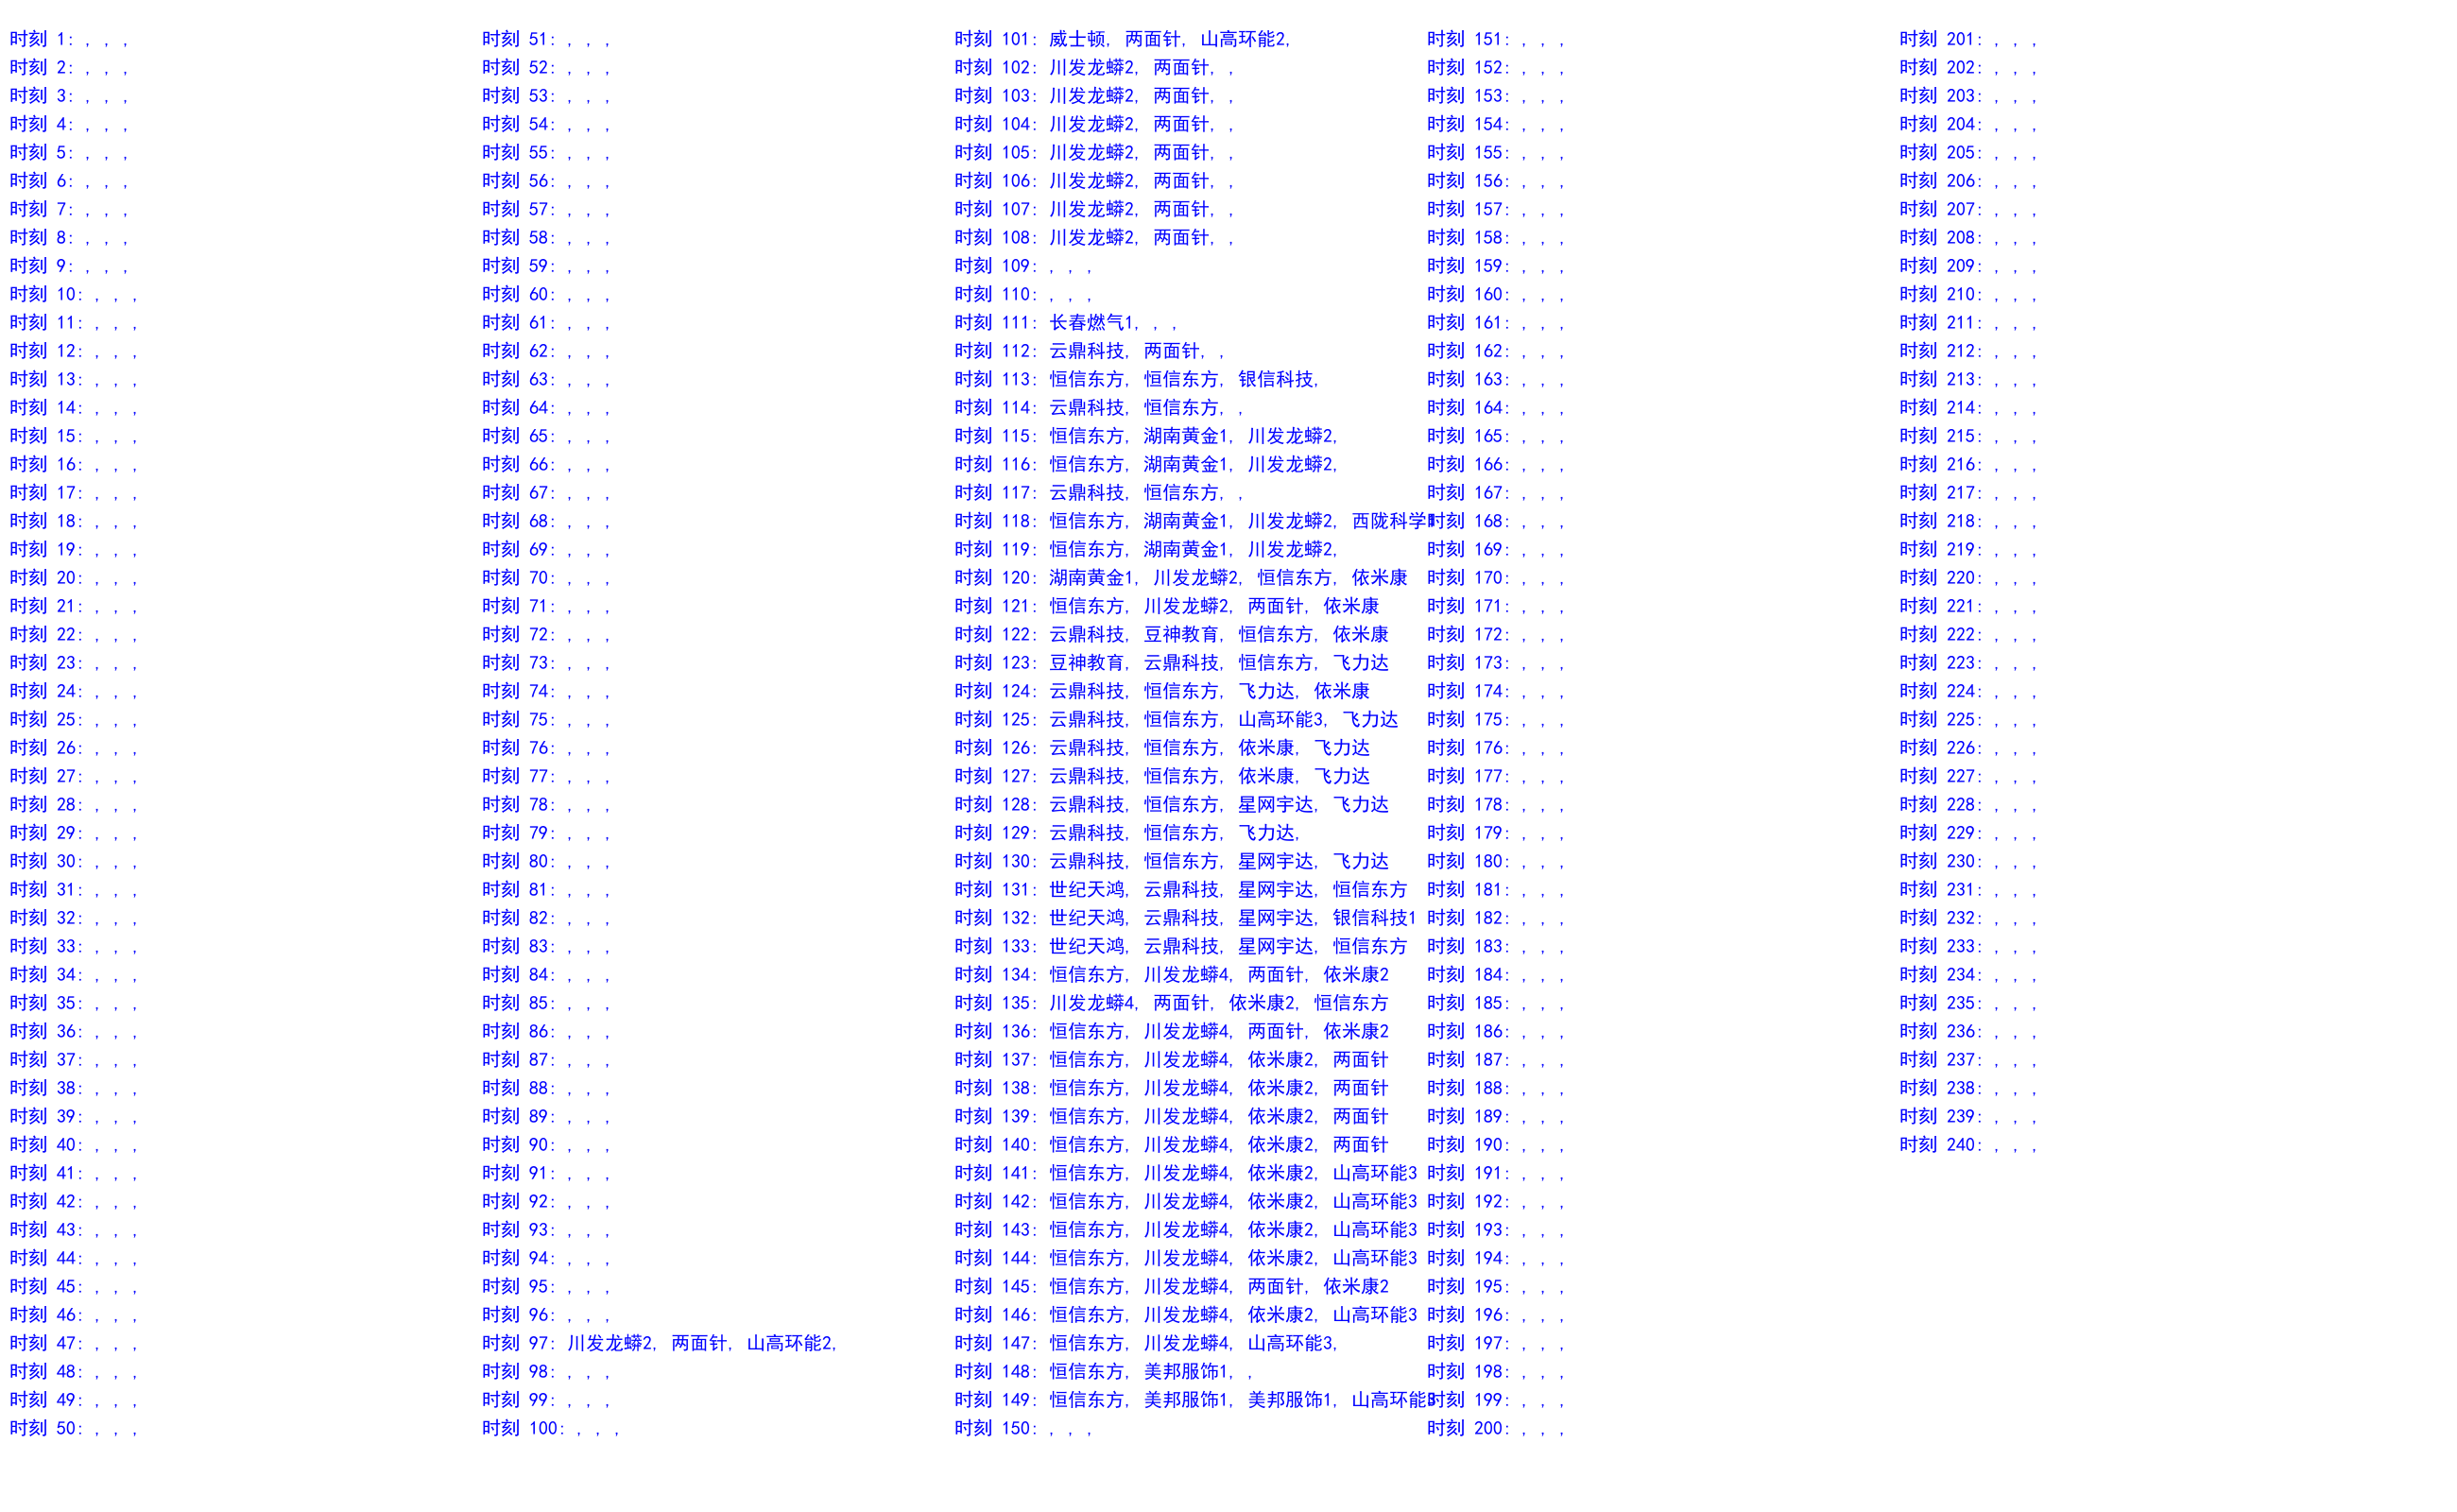 时刻 1: , , ,
时刻 2: , , ,
时刻 3: , , ,
时刻 4: , , ,
时刻 5: , , ,
时刻 6: , , ,
时刻 7: , , ,
时刻 8: , , ,
时刻 9: , , ,
时刻 10: , , ,
时刻 11: , , ,
时刻 12: , , ,
时刻 13: , , ,
时刻 14: , , ,
时刻 15: , , ,
时刻 16: , , ,
时刻 17: , , ,
时刻 18: , , ,
时刻 19: , , ,
时刻 20: , , ,
时刻 21: , , ,
时刻 22: , , ,
时刻 23: , , ,
时刻 24: , , ,
时刻 25: , , ,
时刻 26: , , ,
时刻 27: , , ,
时刻 28: , , ,
时刻 29: , , ,
时刻 30: , , ,
时刻 31: , , ,
时刻 32: , , ,
时刻 33: , , ,
时刻 34: , , ,
时刻 35: , , ,
时刻 36: , , ,
时刻 37: , , ,
时刻 38: , , ,
时刻 39: , , ,
时刻 40: , , ,
时刻 41: , , ,
时刻 42: , , ,
时刻 43: , , ,
时刻 44: , , ,
时刻 45: , , ,
时刻 46: , , ,
时刻 47: , , ,
时刻 48: , , ,
时刻 49: , , ,
时刻 50: , , ,
时刻 51: , , ,
时刻 52: , , ,
时刻 53: , , ,
时刻 54: , , ,
时刻 55: , , ,
时刻 56: , , ,
时刻 57: , , ,
时刻 58: , , ,
时刻 59: , , ,
时刻 60: , , ,
时刻 61: , , ,
时刻 62: , , ,
时刻 63: , , ,
时刻 64: , , ,
时刻 65: , , ,
时刻 66: , , ,
时刻 67: , , ,
时刻 68: , , ,
时刻 69: , , ,
时刻 70: , , ,
时刻 71: , , ,
时刻 72: , , ,
时刻 73: , , ,
时刻 74: , , ,
时刻 75: , , ,
时刻 76: , , ,
时刻 77: , , ,
时刻 78: , , ,
时刻 79: , , ,
时刻 80: , , ,
时刻 81: , , ,
时刻 82: , , ,
时刻 83: , , ,
时刻 84: , , ,
时刻 85: , , ,
时刻 86: , , ,
时刻 87: , , ,
时刻 88: , , ,
时刻 89: , , ,
时刻 90: , , ,
时刻 91: , , ,
时刻 92: , , ,
时刻 93: , , ,
时刻 94: , , ,
时刻 95: , , ,
时刻 96: , , ,
时刻 97: 川发龙蟒2, 两面针, 山高环能2,
时刻 98: , , ,
时刻 99: , , ,
时刻 100: , , ,
时刻 101: 威士顿, 两面针, 山高环能2,
时刻 102: 川发龙蟒2, 两面针, ,
时刻 103: 川发龙蟒2, 两面针, ,
时刻 104: 川发龙蟒2, 两面针, ,
时刻 105: 川发龙蟒2, 两面针, ,
时刻 106: 川发龙蟒2, 两面针, ,
时刻 107: 川发龙蟒2, 两面针, ,
时刻 108: 川发龙蟒2, 两面针, ,
时刻 109: , , ,
时刻 110: , , ,
时刻 111: 长春燃气1, , ,
时刻 112: 云鼎科技, 两面针, ,
时刻 113: 恒信东方, 恒信东方, 银信科技,
时刻 114: 云鼎科技, 恒信东方, ,
时刻 115: 恒信东方, 湖南黄金1, 川发龙蟒2,
时刻 116: 恒信东方, 湖南黄金1, 川发龙蟒2,
时刻 117: 云鼎科技, 恒信东方, ,
时刻 118: 恒信东方, 湖南黄金1, 川发龙蟒2, 西陇科学
时刻 119: 恒信东方, 湖南黄金1, 川发龙蟒2,
时刻 120: 湖南黄金1, 川发龙蟒2, 恒信东方, 依米康
时刻 121: 恒信东方, 川发龙蟒2, 两面针, 依米康
时刻 122: 云鼎科技, 豆神教育, 恒信东方, 依米康
时刻 123: 豆神教育, 云鼎科技, 恒信东方, 飞力达
时刻 124: 云鼎科技, 恒信东方, 飞力达, 依米康
时刻 125: 云鼎科技, 恒信东方, 山高环能3, 飞力达
时刻 126: 云鼎科技, 恒信东方, 依米康, 飞力达
时刻 127: 云鼎科技, 恒信东方, 依米康, 飞力达
时刻 128: 云鼎科技, 恒信东方, 星网宇达, 飞力达
时刻 129: 云鼎科技, 恒信东方, 飞力达,
时刻 130: 云鼎科技, 恒信东方, 星网宇达, 飞力达
时刻 131: 世纪天鸿, 云鼎科技, 星网宇达, 恒信东方
时刻 132: 世纪天鸿, 云鼎科技, 星网宇达, 银信科技1
时刻 133: 世纪天鸿, 云鼎科技, 星网宇达, 恒信东方
时刻 134: 恒信东方, 川发龙蟒4, 两面针, 依米康2
时刻 135: 川发龙蟒4, 两面针, 依米康2, 恒信东方
时刻 136: 恒信东方, 川发龙蟒4, 两面针, 依米康2
时刻 137: 恒信东方, 川发龙蟒4, 依米康2, 两面针
时刻 138: 恒信东方, 川发龙蟒4, 依米康2, 两面针
时刻 139: 恒信东方, 川发龙蟒4, 依米康2, 两面针
时刻 140: 恒信东方, 川发龙蟒4, 依米康2, 两面针
时刻 141: 恒信东方, 川发龙蟒4, 依米康2, 山高环能3
时刻 142: 恒信东方, 川发龙蟒4, 依米康2, 山高环能3
时刻 143: 恒信东方, 川发龙蟒4, 依米康2, 山高环能3
时刻 144: 恒信东方, 川发龙蟒4, 依米康2, 山高环能3
时刻 145: 恒信东方, 川发龙蟒4, 两面针, 依米康2
时刻 146: 恒信东方, 川发龙蟒4, 依米康2, 山高环能3
时刻 147: 恒信东方, 川发龙蟒4, 山高环能3,
时刻 148: 恒信东方, 美邦服饰1, ,
时刻 149: 恒信东方, 美邦服饰1, 美邦服饰1, 山高环能
时刻 150: , , ,
时刻 151: , , ,
时刻 152: , , ,
时刻 153: , , ,
时刻 154: , , ,
时刻 155: , , ,
时刻 156: , , ,
时刻 157: , , ,
时刻 158: , , ,
时刻 159: , , ,
时刻 160: , , ,
时刻 161: , , ,
时刻 162: , , ,
时刻 163: , , ,
时刻 164: , , ,
时刻 165: , , ,
时刻 166: , , ,
时刻 167: , , ,
时刻 168: , , ,
时刻 169: , , ,
时刻 170: , , ,
时刻 171: , , ,
时刻 172: , , ,
时刻 173: , , ,
时刻 174: , , ,
时刻 175: , , ,
时刻 176: , , ,
时刻 177: , , ,
时刻 178: , , ,
时刻 179: , , ,
时刻 180: , , ,
时刻 181: , , ,
时刻 182: , , ,
时刻 183: , , ,
时刻 184: , , ,
时刻 185: , , ,
时刻 186: , , ,
时刻 187: , , ,
时刻 188: , , ,
时刻 189: , , ,
时刻 190: , , ,
时刻 191: , , ,
时刻 192: , , ,
时刻 193: , , ,
时刻 194: , , ,
时刻 195: , , ,
时刻 196: , , ,
时刻 197: , , ,
时刻 198: , , ,
时刻 199: , , ,
时刻 200: , , ,
时刻 201: , , ,
时刻 202: , , ,
时刻 203: , , ,
时刻 204: , , ,
时刻 205: , , ,
时刻 206: , , ,
时刻 207: , , ,
时刻 208: , , ,
时刻 209: , , ,
时刻 210: , , ,
时刻 211: , , ,
时刻 212: , , ,
时刻 213: , , ,
时刻 214: , , ,
时刻 215: , , ,
时刻 216: , , ,
时刻 217: , , ,
时刻 218: , , ,
时刻 219: , , ,
时刻 220: , , ,
时刻 221: , , ,
时刻 222: , , ,
时刻 223: , , ,
时刻 224: , , ,
时刻 225: , , ,
时刻 226: , , ,
时刻 227: , , ,
时刻 228: , , ,
时刻 229: , , ,
时刻 230: , , ,
时刻 231: , , ,
时刻 232: , , ,
时刻 233: , , ,
时刻 234: , , ,
时刻 235: , , ,
时刻 236: , , ,
时刻 237: , , ,
时刻 238: , , ,
时刻 239: , , ,
时刻 240: , , ,